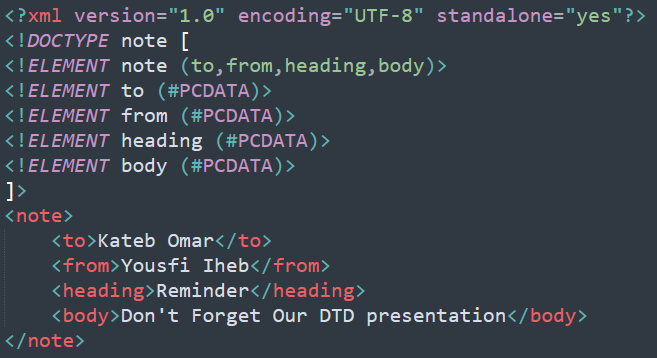 <?xml version="1.0" encoding="UTF-8" standalone="yes"?>
<!DOCTYPE note [
<!ELEMENT note (to,from,heading,body)>
<!ELEMENT to (#PCDATA)>
<!ELEMENT from (#PCDATA)>
<!ELEMENT heading (#PCDATA)>
<!ELEMENT body (#PCDATA)>
]>
<note>
    <to>Kateb Omar</to>
    <from>Yousfi Iheb</from>
    <heading>Reminder</heading>
    <body>Don't Forget Our DTD presentation</body>
</note>